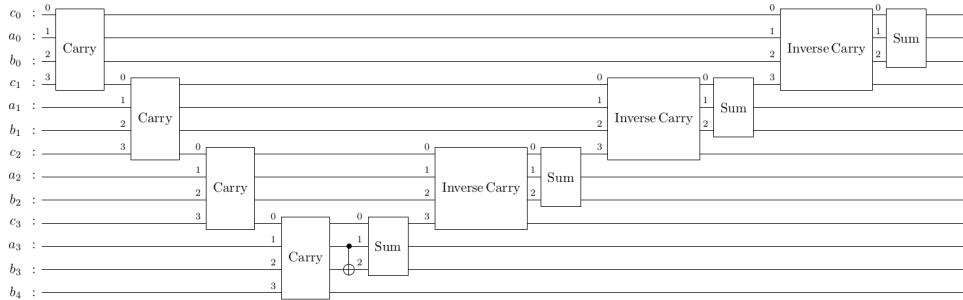 c₀ : 0 Carry 0 Inverse Carry 0 Sum
a₀ : 1 1 1
b₀ : 2 2 2
c₁ : 3 0 Carry 0 Inverse Carry 0 Sum 3
a₁ : 1 1 1
b₁ : 2 2 2
c₂ : 3 0 Carry 0 Inverse Carry 0 Sum 3
a₂ : 1 1 1
b₂ : 2 2 2
c₃ : 3 0 Carry 0 Sum 3
a₃ : 1 1
b₃ : 2 2
b₄ : 3